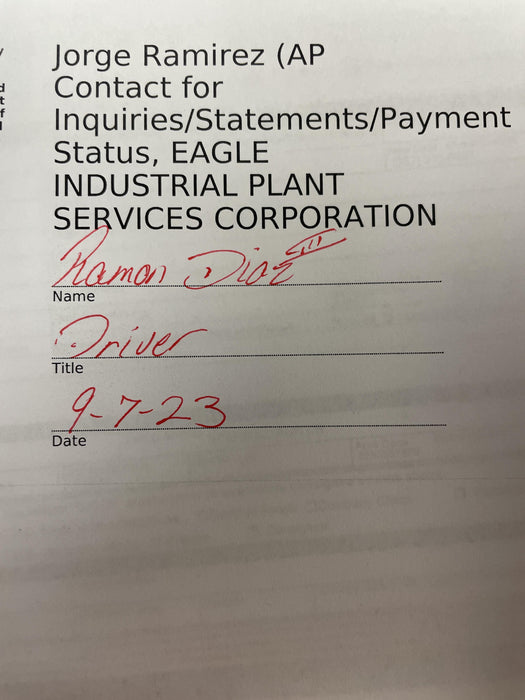 Jorge Ramirez (AP
Contact for
Inquiries/Statements/Payment
Status, EAGLE
INDUSTRIAL PLANT
SERVICES CORPORATION
Ramon Diaz III
Name
Driver
Title
9-7-23
Date